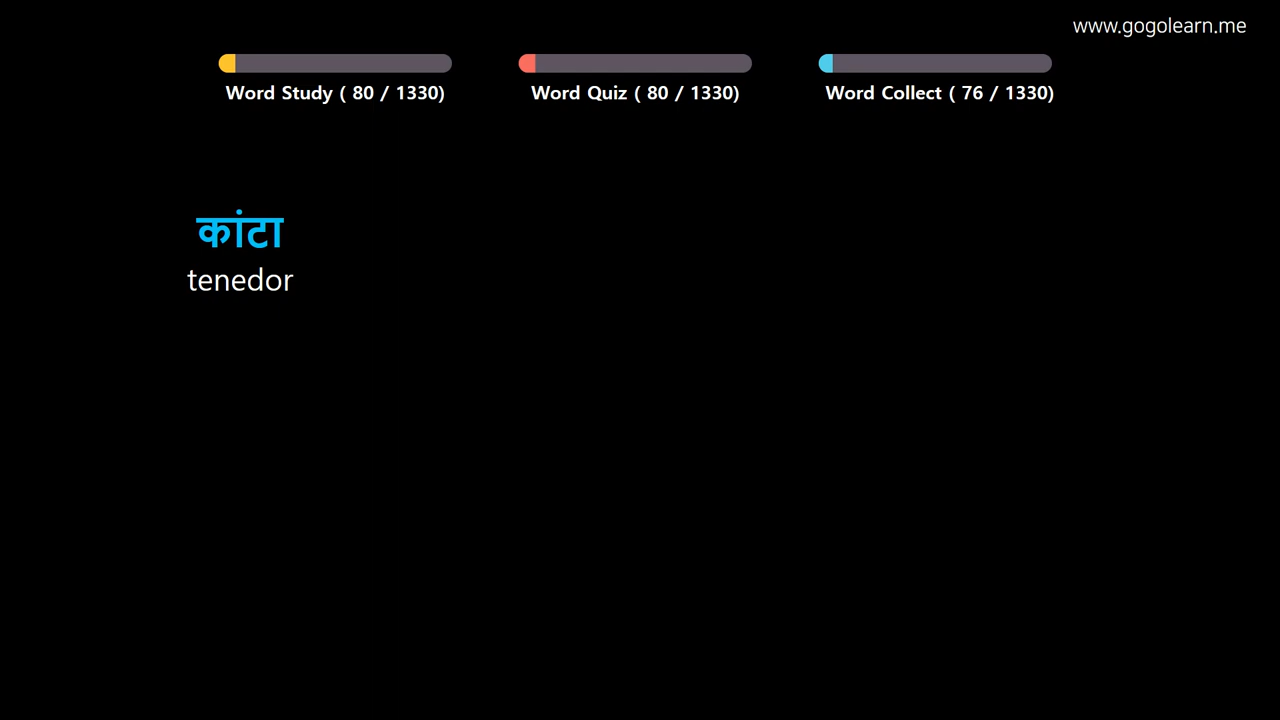 www.gogolearn.me
Word Study ( 80 / 1330)
Word Quiz ( 80 / 1330)
Word Collect ( 76 / 1330)
कांटा
tenedor